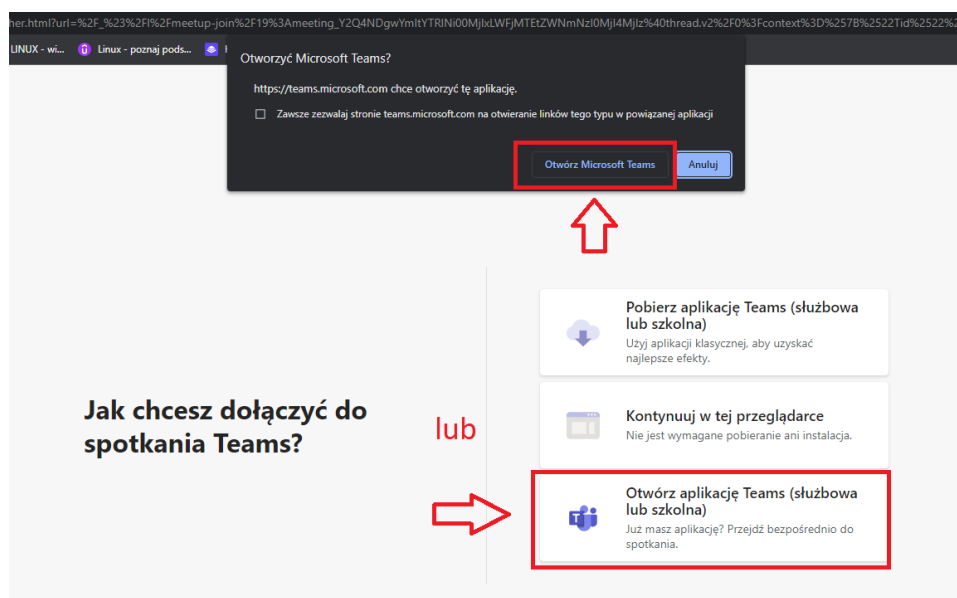 her.html?url=%2F_%23%2Fl%2Fmeetup-join%2F19%3Ameeting_Y2Q4NDgwYmItYTRlNi00MjIxLWFjMTEtZWNmNzI0MjI4MjIz%40thread.v2%2F0%3Fcontext%3D%257B%2522Tid%2522%2
LINUX - wi...
Linux - poznaj pods...
Otworzyć Microsoft Teams?
https://teams.microsoft.com chce otworzyć tę aplikację.
Zawsze zezwalaj stronie teams.microsoft.com na otwieranie linków tego typu w powiązanej aplikacji
Otwórz Microsoft Teams
Anuluj
Pobierz aplikację Teams (służbowa
lub szkolna)
Użyj aplikacji klasycznej, aby uzyskać
najlepsze efekty.
Jak chcesz dołączyć do
spotkania Teams?
lub
Kontynuuj w tej przeglądarce
Nie jest wymagane pobieranie ani instalacja.
Otwórz aplikację Teams (służbowa
lub szkolna)
Już masz aplikację? Przejdź bezpośrednio do
spotkania.